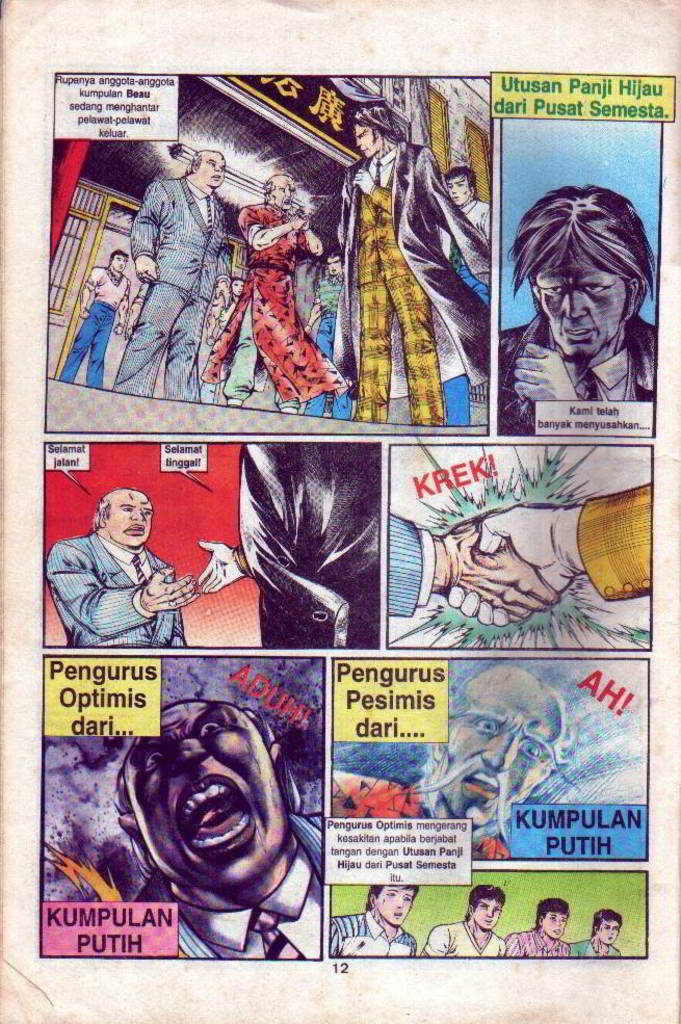 Rupanya anggota-anggota
kumpulan Beau
sedang menghantar
pelawat-pelawat
keluar.
廣
Utusan Panji Hijau
dari Pusat Semesta.
Kami telah
banyak menyusahkan....
Selamat
jalan!
Selamat
tinggal!
KREK!
Pengurus
Optimis
dari...
ADUH!
KUMPULAN
PUTIH
Pengurus
Pesimis
dari....
AH!
KUMPULAN
PUTIH
Pengurus Optimis mengerang
kesakitan apabila berjabat
tangan dengan Utusan Panji
Hijau dari Pusat Semesta
itu.
12